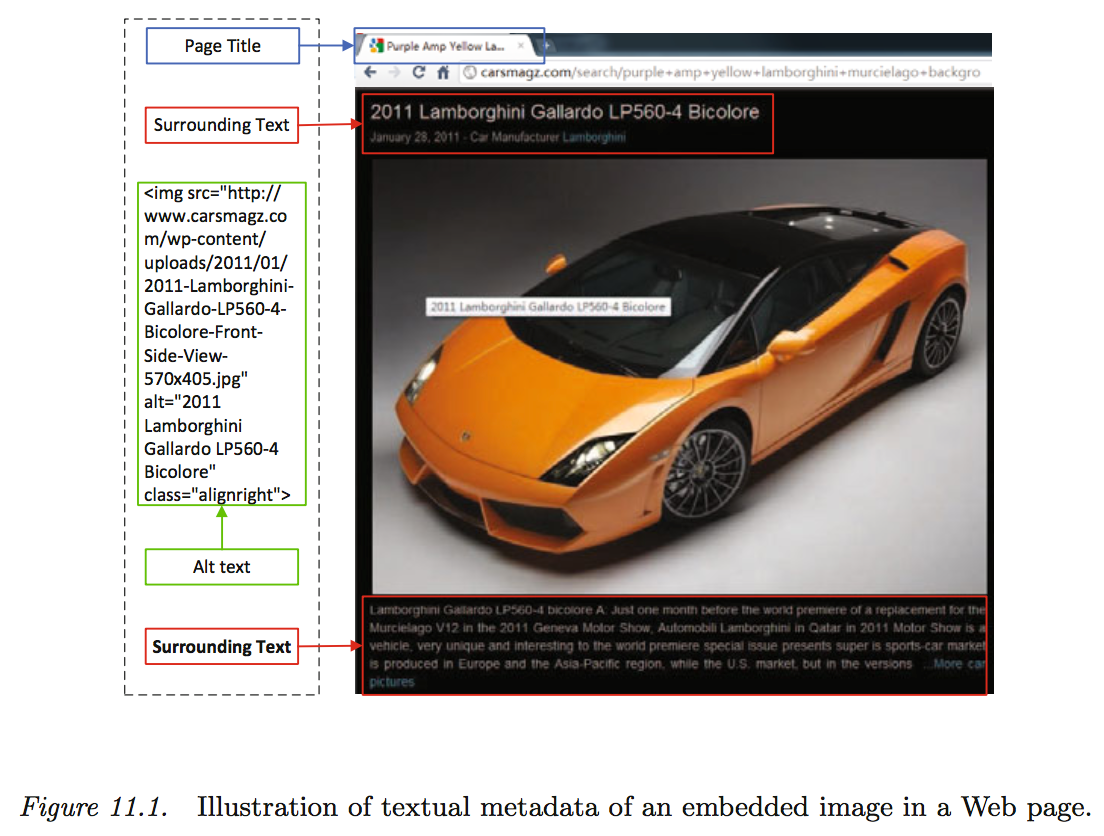 Page Title
Purple Amp Yellow La...
carsmagz.com/search/purple+amp+yellow+lamborghini+murcielago+backgro
Surrounding Text
2011 Lamborghini Gallardo LP560-4 Bicolore
January 28, 2011 - Car Manufacturer Lamborghini
<img src="http://
www.carsmagz.co
m/wp-content/
uploads/2011/01/
2011-Lamborghini-
Gallardo-LP560-4-
Bicolore-Front-
Side-View-
570x405.jpg"
alt="2011
Lamborghini
Gallardo LP560-4
Bicolore"
class="alignright">
2011 Lamborghini Gallardo LP560-4 Bicolore
Alt text
Surrounding Text
Lamborghini Gallardo LP560-4 bicolore A: Just one month before the world premiere of a replacement for the
Murcielago V12 in the 2011 Geneva Motor Show, Automobili Lamborghini in Qatar in 2011 Motor Show is a
vehicle, very unique and interesting to the world premiere special issue presents super is sports-car market
is produced in Europe and the Asia-Pacific region, while the U.S. market, but in the versions ...More car
pictures
Figure 11.1. Illustration of textual metadata of an embedded image in a Web page.